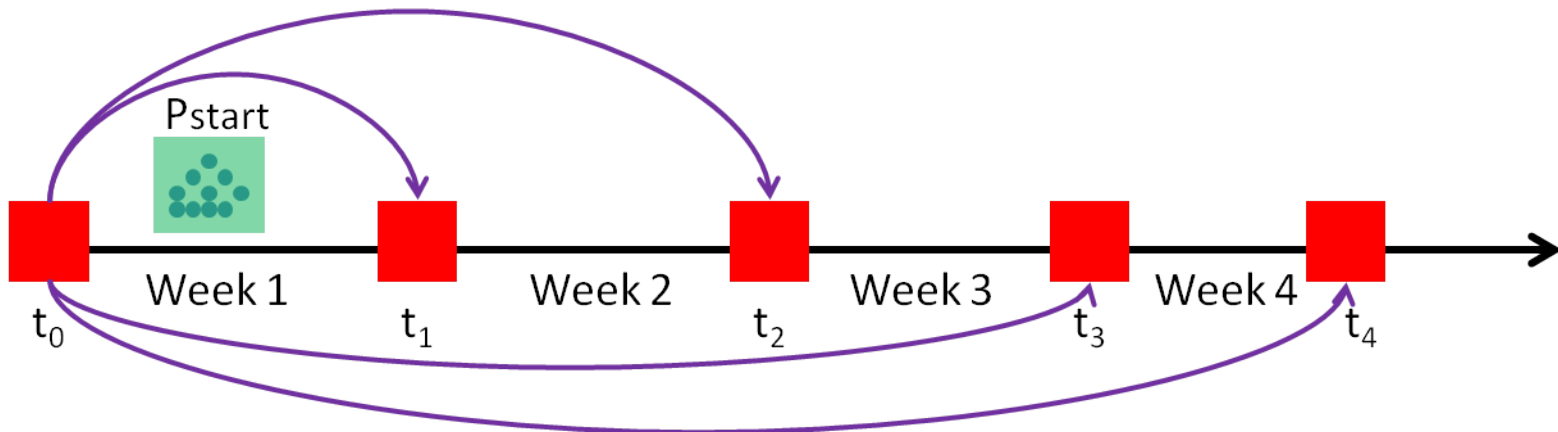 Pstart
Week 1
Week 2
Week 3
Week 4
t₀
t₁
t₂
t₃
t₄